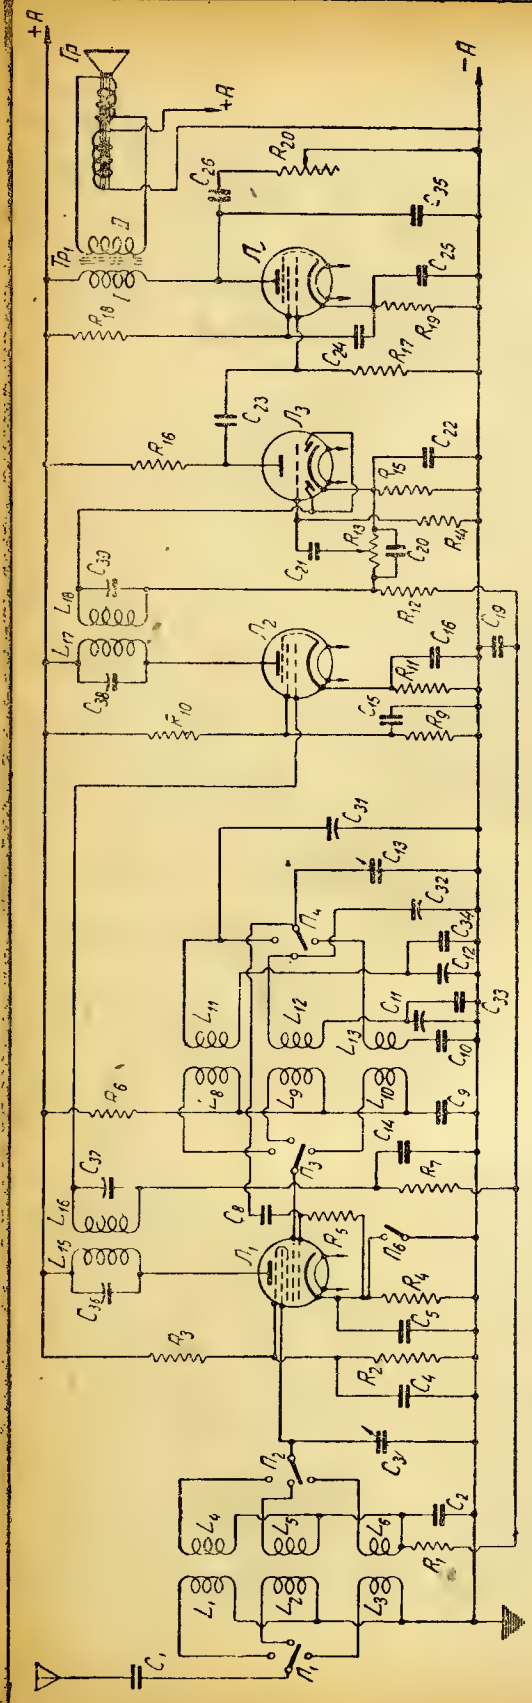 +A
Гр
Тр₁
I
II
+A
R₁₈
C₂₆
R₂₀
-A
C₃₅
Л₄
C₂₅
R₁₉
C₂₄
R₁₇
C₂₃
R₁₆
Л₃
C₂₂
R₁₅
R₁₄
R₁₃
C₂₁
C₂₀
R₁₂
L₁₈
C₃₉
L₁₇
C₃₈
R₁₀
Л₂
C₁₉
C₁₆
R₁₁
C₁₅
R₉
C₃₁
C₁₃
П₄
C₃₂
C₃₄
C₁₂
C₁₁
C₃₃
C₁₀
L₁₁
L₁₂
L₁₃
L₈
L₉
L₁₀
R₆
C₉
П₃
C₁₄
R₇
C₃₇
L₁₆
L₁₅
C₃₆
C₈
Л₁
R₅
П₆
R₄
C₅
R₃
R₂
C₄
C₃
П₂
L₄
L₅
L₆
C₂
R₁
L₁
L₂
L₃
П₁
C₁